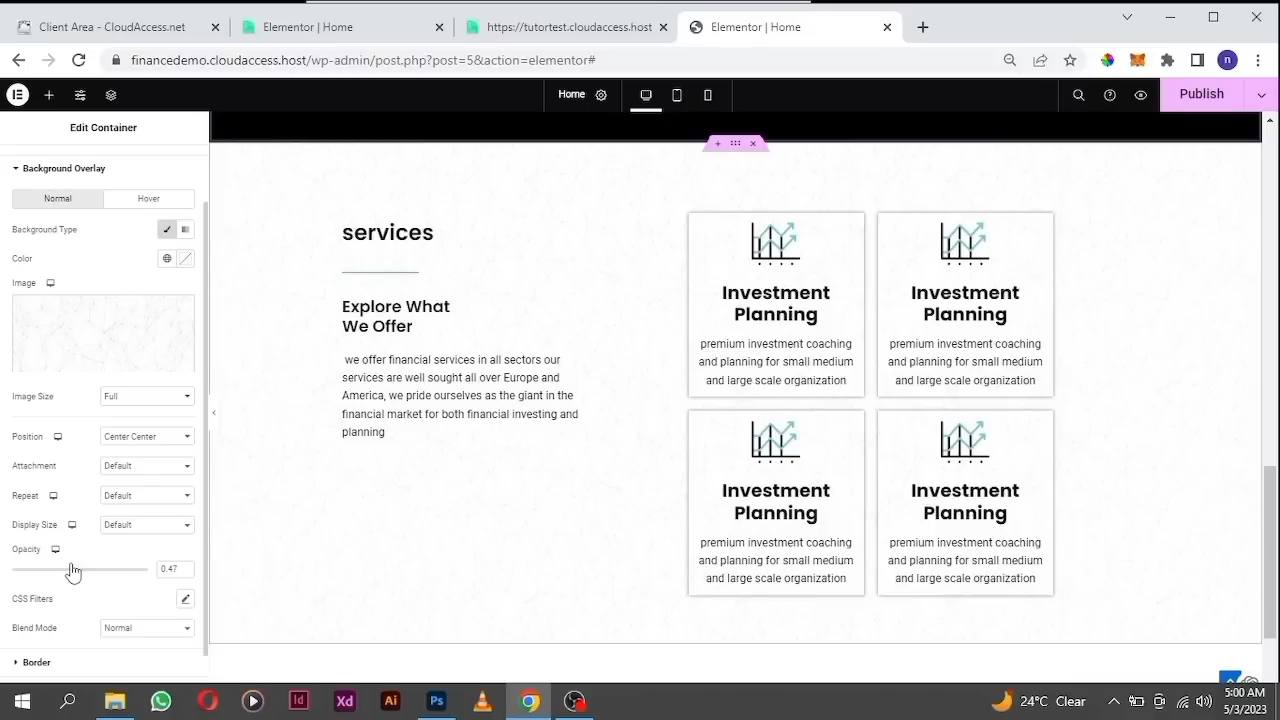 Client Area - CloudAccess.net
Elementor | Home
https://tutortest.cloudaccess.host
Elementor | Home
financedemo.cloudaccess.host/wp-admin/post.php?post=5&action=elementor#
n
Home
Publish
Edit Container
Background Overlay
Normal
Hover
Background Type
Color
Image
Image Size
Full
Position
Center Center
Attachment
Default
Repeat
Default
Display Size
Default
Opacity
0.47
CSS Filters
Blend Mode
Normal
Border
services
Explore What
We Offer
we offer financial services in all sectors our
services are well sought all over Europe and
America, we pride ourselves as the giant in the
financial market for both financial investing and
planning
Investment
Planning
premium investment coaching
and planning for small medium
and large scale organization
Investment
Planning
premium investment coaching
and planning for small medium
and large scale organization
Investment
Planning
premium investment coaching
and planning for small medium
and large scale organization
Investment
Planning
premium investment coaching
and planning for small medium
and large scale organization
Id
Xd
Ai
Ps
24°C Clear
5:00 AM
5/3/2023